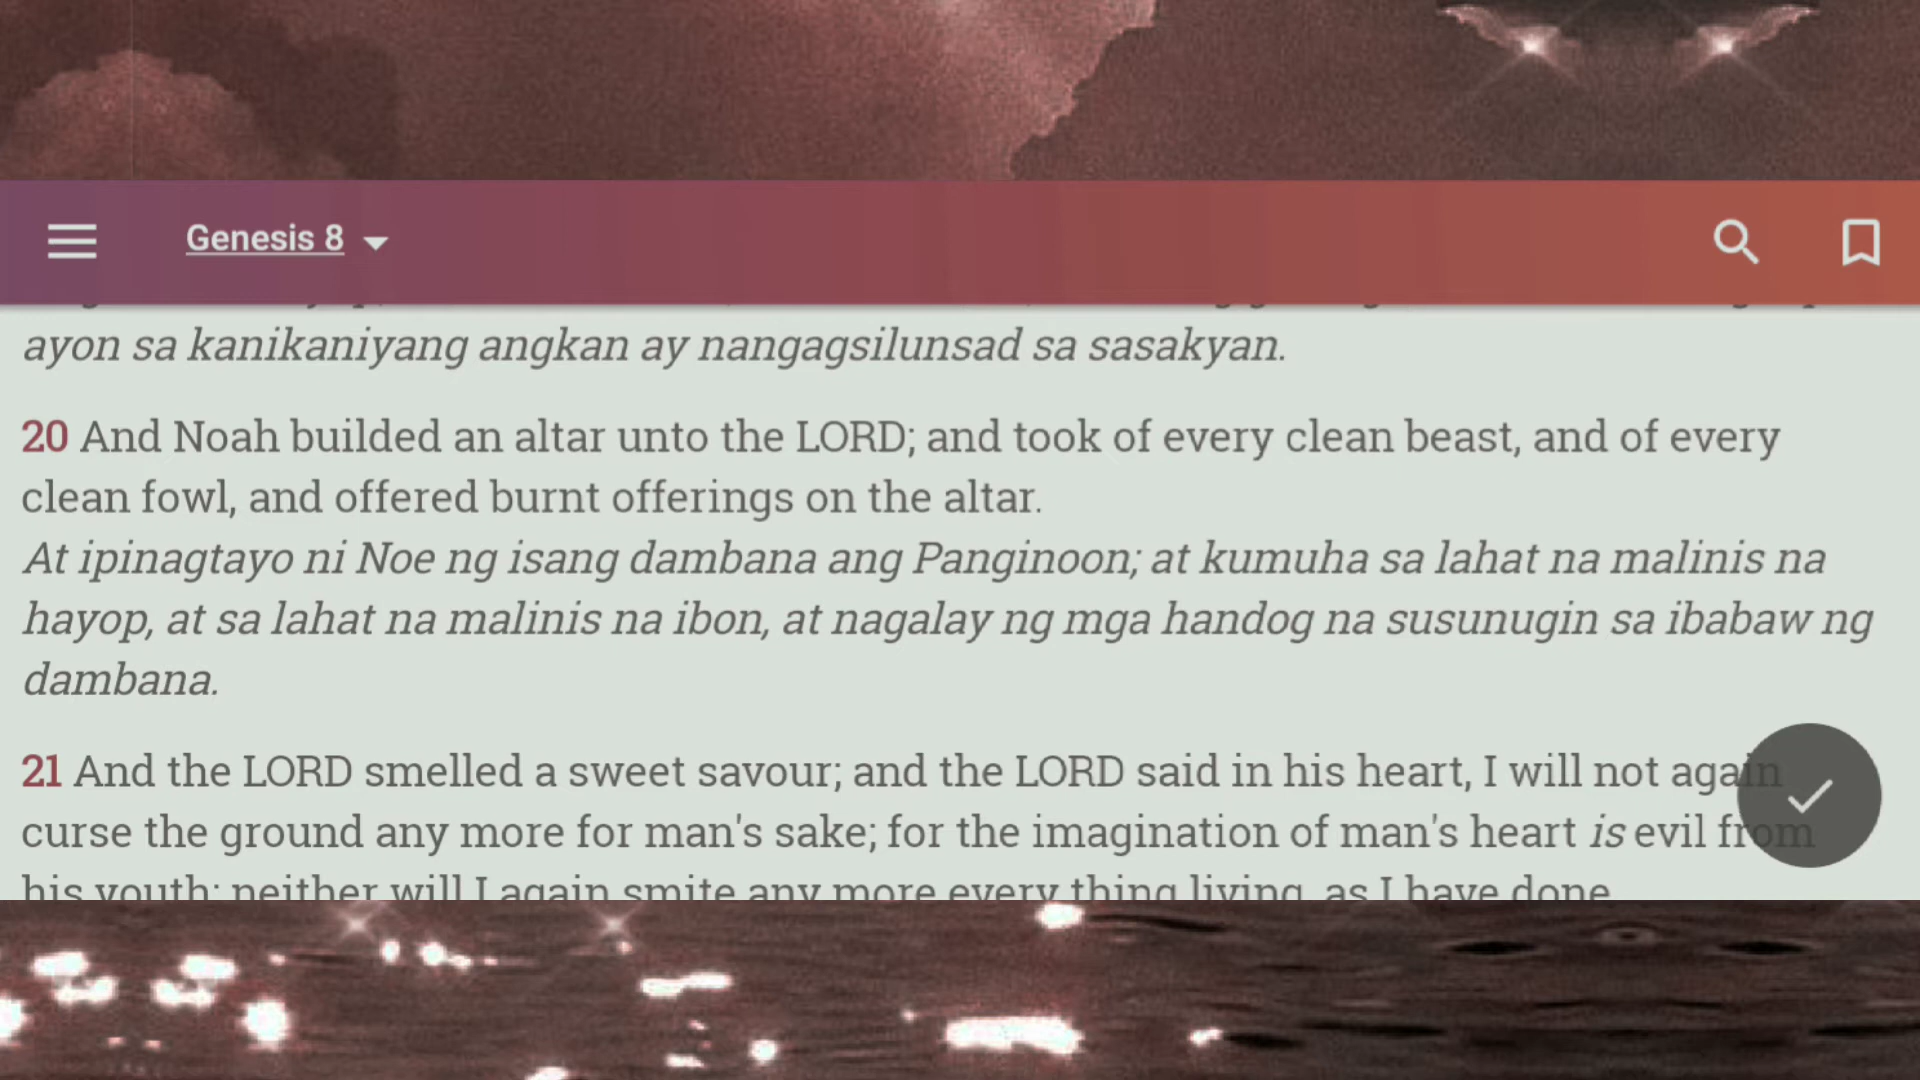 Genesis 8
ayon sa kanikaniyang angkan ay nangagsilunsad sa sasakyan.
20 And Noah builded an altar unto the LORD; and took of every clean beast, and of every
clean fowl, and offered burnt offerings on the altar.
At ipinagtayo ni Noe ng isang dambana ang Panginoon; at kumuha sa lahat na malinis na
hayop, at sa lahat na malinis na ibon, at nagalay ng mga handog na susunugin sa ibabaw ng
dambana.
21 And the LORD smelled a sweet savour; and the LORD said in his heart, I will not again
curse the ground any more for man's sake; for the imagination of man's heart is evil from
his youth; neither will I again smite any more every thing living, as I have done.